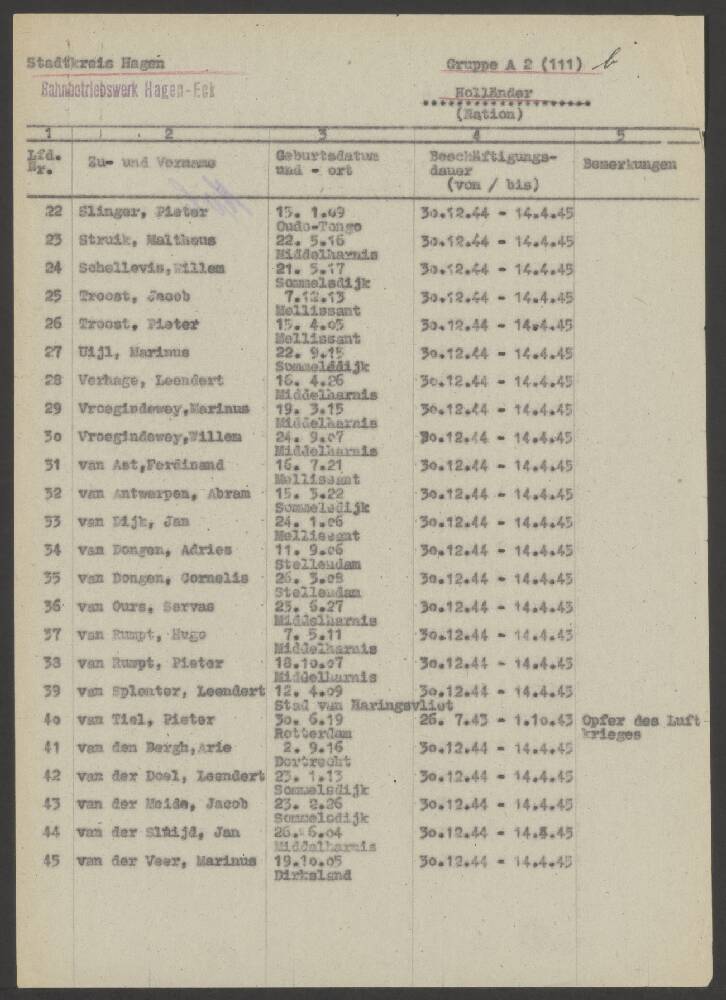 Stadtkreis Hagen
Gruppe A 2 (111) b
Bahnbetriebswerk Hagen-Eck
Holländer
(Nation)
1 2 3 4 5
Lfd. Nr. Zu- und Vorname Geburtsdatum und - ort Beschäftigungs- dauer (von / bis) Bemerkungen
22 Slinger, Pieter 15. 1.09 30.12.44 - 14.4.45
Oude-Tonge
23 Struik, Maltheus 22. 5.16 30.12.44 - 14.4.45
Middelharnis
24 Schellevis, Willem 21. 5.17 30.12.44 - 14.4.45
Sommelsdijk
25 Troost, Jacob 7.12.13 30.12.44 - 14.4.45
Mellissant
26 Troost, Pieter 15. 4.05 30.12.44 - 14.4.45
Mellissant
27 Uijl, Marinus 22. 9.15 30.12.44 - 14.4.45
Sommelsdijk
28 Verhage, Leendert 16. 4.26 30.12.44 - 14.4.45
Middelharnis
29 Vroegindewey,Marinus 19. 3.15 30.12.44 - 14.4.45
Middelharnis
30 Vroegindewey,Willem 24. 9.07 30.12.44 - 14.4.45
Middelharnis
31 van Ast,Ferdinand 16. 7.21 30.12.44 - 14.4.45
Mellissant
32 van Antwerpen, Abram 15. 3.22 30.12.44 - 14.4.45
Sommelsdijk
33 van Dijk, Jan 24. 1.06 30.12.44 - 14.4.45
Mellissant
34 van Dongen, Adries 11. 9.06 30.12.44 - 14.4.45
Stellendam
35 van Dongen, Cornelis 26. 3.08 30.12.44 - 14.4.45
Stellendam
36 van Ours, Servas 23. 6.27 30.12.44 - 14.4.45
Middelharnis
37 van Rumpt, Hugo 7. 5.11 30.12.44 - 14.4.45
Middelharnis
38 van Rumpt, Pieter 18.10.07 30.12.44 - 14.4.45
Middelharnis
39 van Splonter, Leendert 12. 4.09 30.12.44 - 14.4.45
Stad van Haringsvliet
40 van Tiel, Pieter 30. 6.19 26. 7.43 - 1.10.43 Opfer des Luft
Rotterdam krieges
41 van den Bergh,Arie 2. 9.16 30.12.44 - 14.4.45
Dortrecht
42 van der Doel, Leendert 23. 1.13 30.12.44 - 14.4.45
Sommelsdijk
43 van der Meide, Jacob 23. 2.26 30.12.44 - 14.4.45
Sommelsdijk
44 van der Sluijd, Jan 26. 6.04 30.12.44 - 14.4.45
Middelharnis
45 van der Veer, Marinus 19.10.05 30.12.44 - 14.4.45
Dirksland